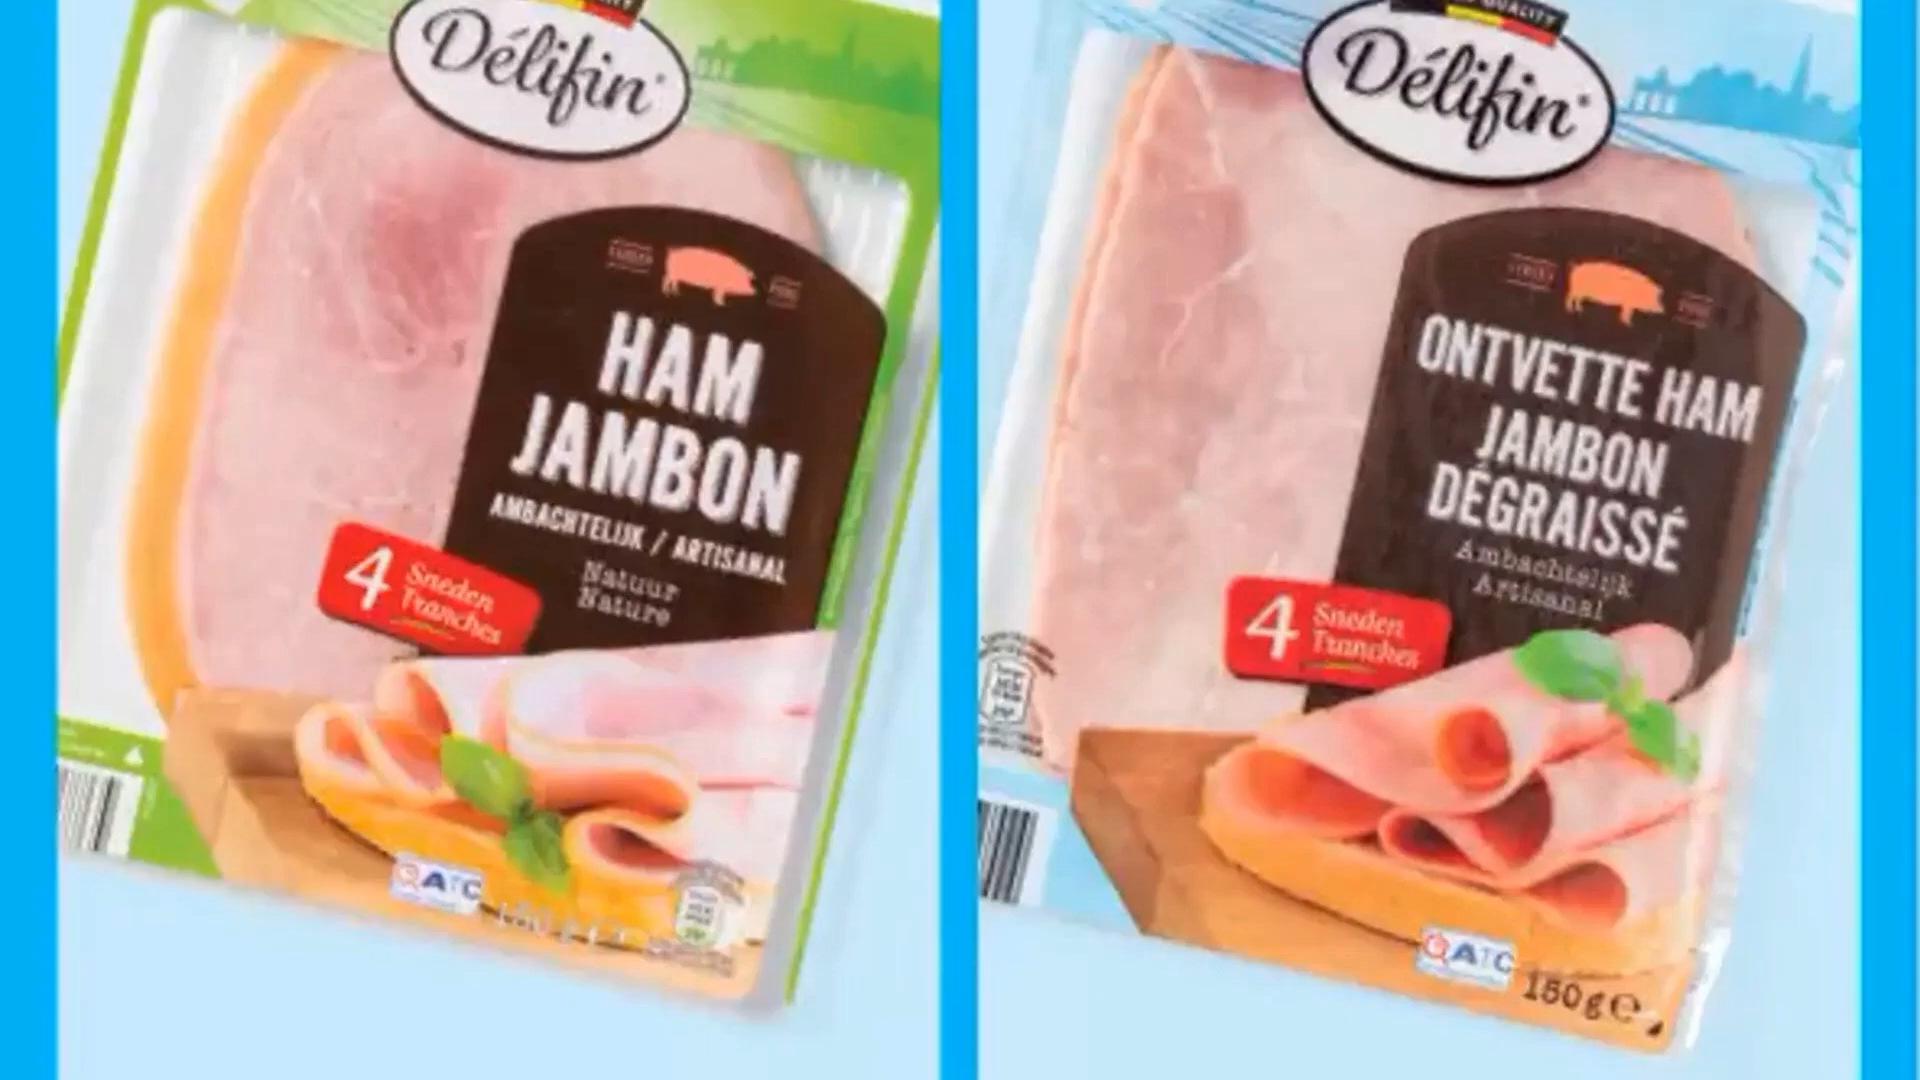 Délifin
HAM
JAMBON
AMBACHTELIJK / ARTISANAL
Natuur
Nature
4 Sneden
Tranches
ATC
QUALITY
Délifin
ONTVETTE HAM
JAMBON
DÉGRAISSÉ
Ambachtelijk
Artisanal
4 Sneden
Tranches
ATC
150g℮